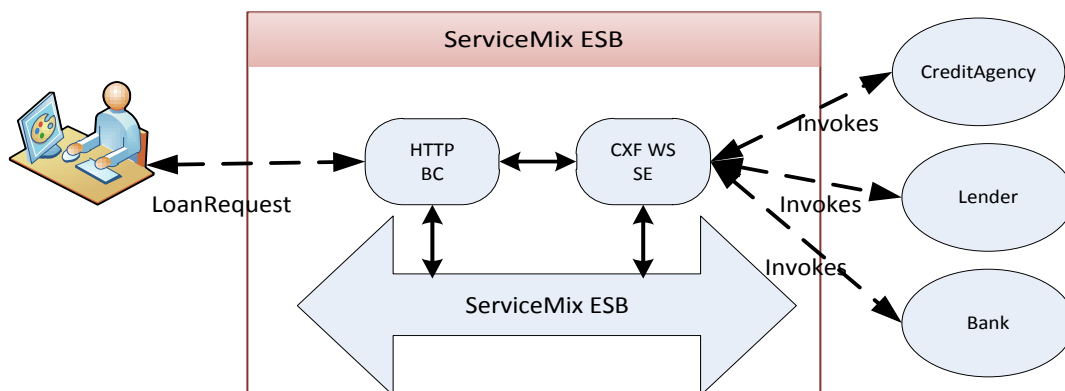 ServiceMix ESB
CreditAgency
Invokes
HTTP
BC
CXF WS
SE
LoanRequest
Invokes
Lender
Invokes
ServiceMix ESB
Bank